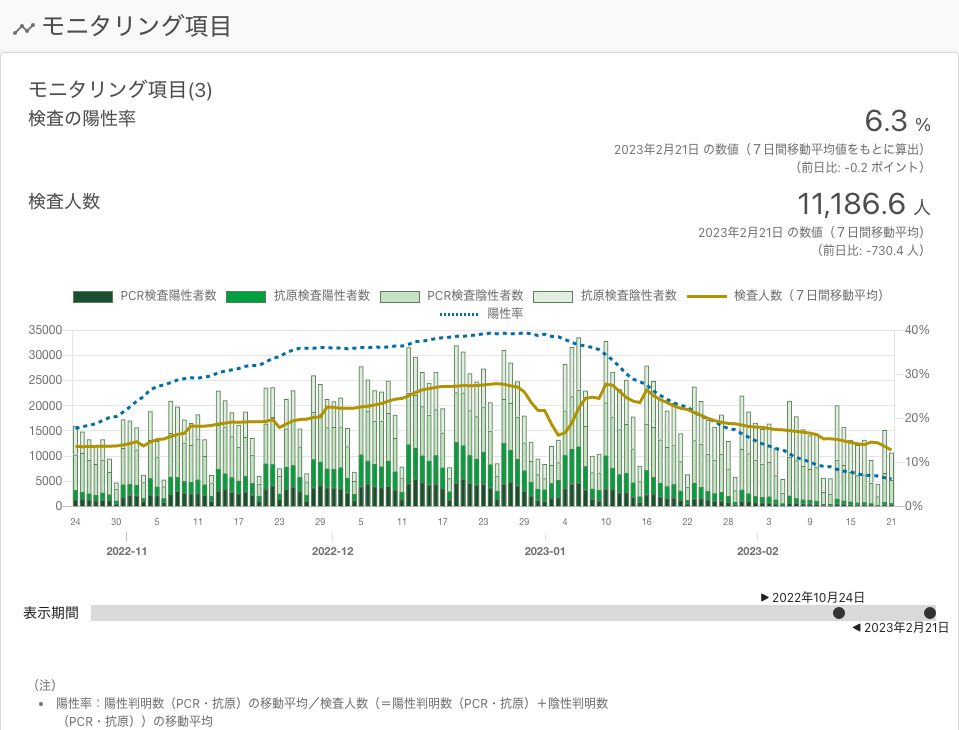 モニタリング項目
モニタリング項目(3)
検査の陽性率
6.3 %
2023年2月21日 の数値（７日間移動平均値をもとに算出）
（前日比: -0.2 ポイント）
検査人数
11,186.6 人
2023年2月21日 の数値（７日間移動平均）
（前日比: -730.4 人）
PCR検査陽性者数 抗原検査陽性者数 PCR検査陰性者数 抗原検査陰性者数 検査人数（７日間移動平均）
陽性率
35000 40%
30000
25000 30%
20000
15000 20%
10000 10%
5000
0 0%
24 30 5 11 17 23 29 5 11 17 23 29 4 10 16 22 28 3 9 15 21
2022-11 2022-12 2023-01 2023-02
▶ 2022年10月24日
表示期間
◀ 2023年2月21日
（注）
• 陽性率：陽性判明数（PCR・抗原）の移動平均／検査人数（＝陽性判明数（PCR・抗原）＋陰性判明数
（PCR・抗原））の移動平均